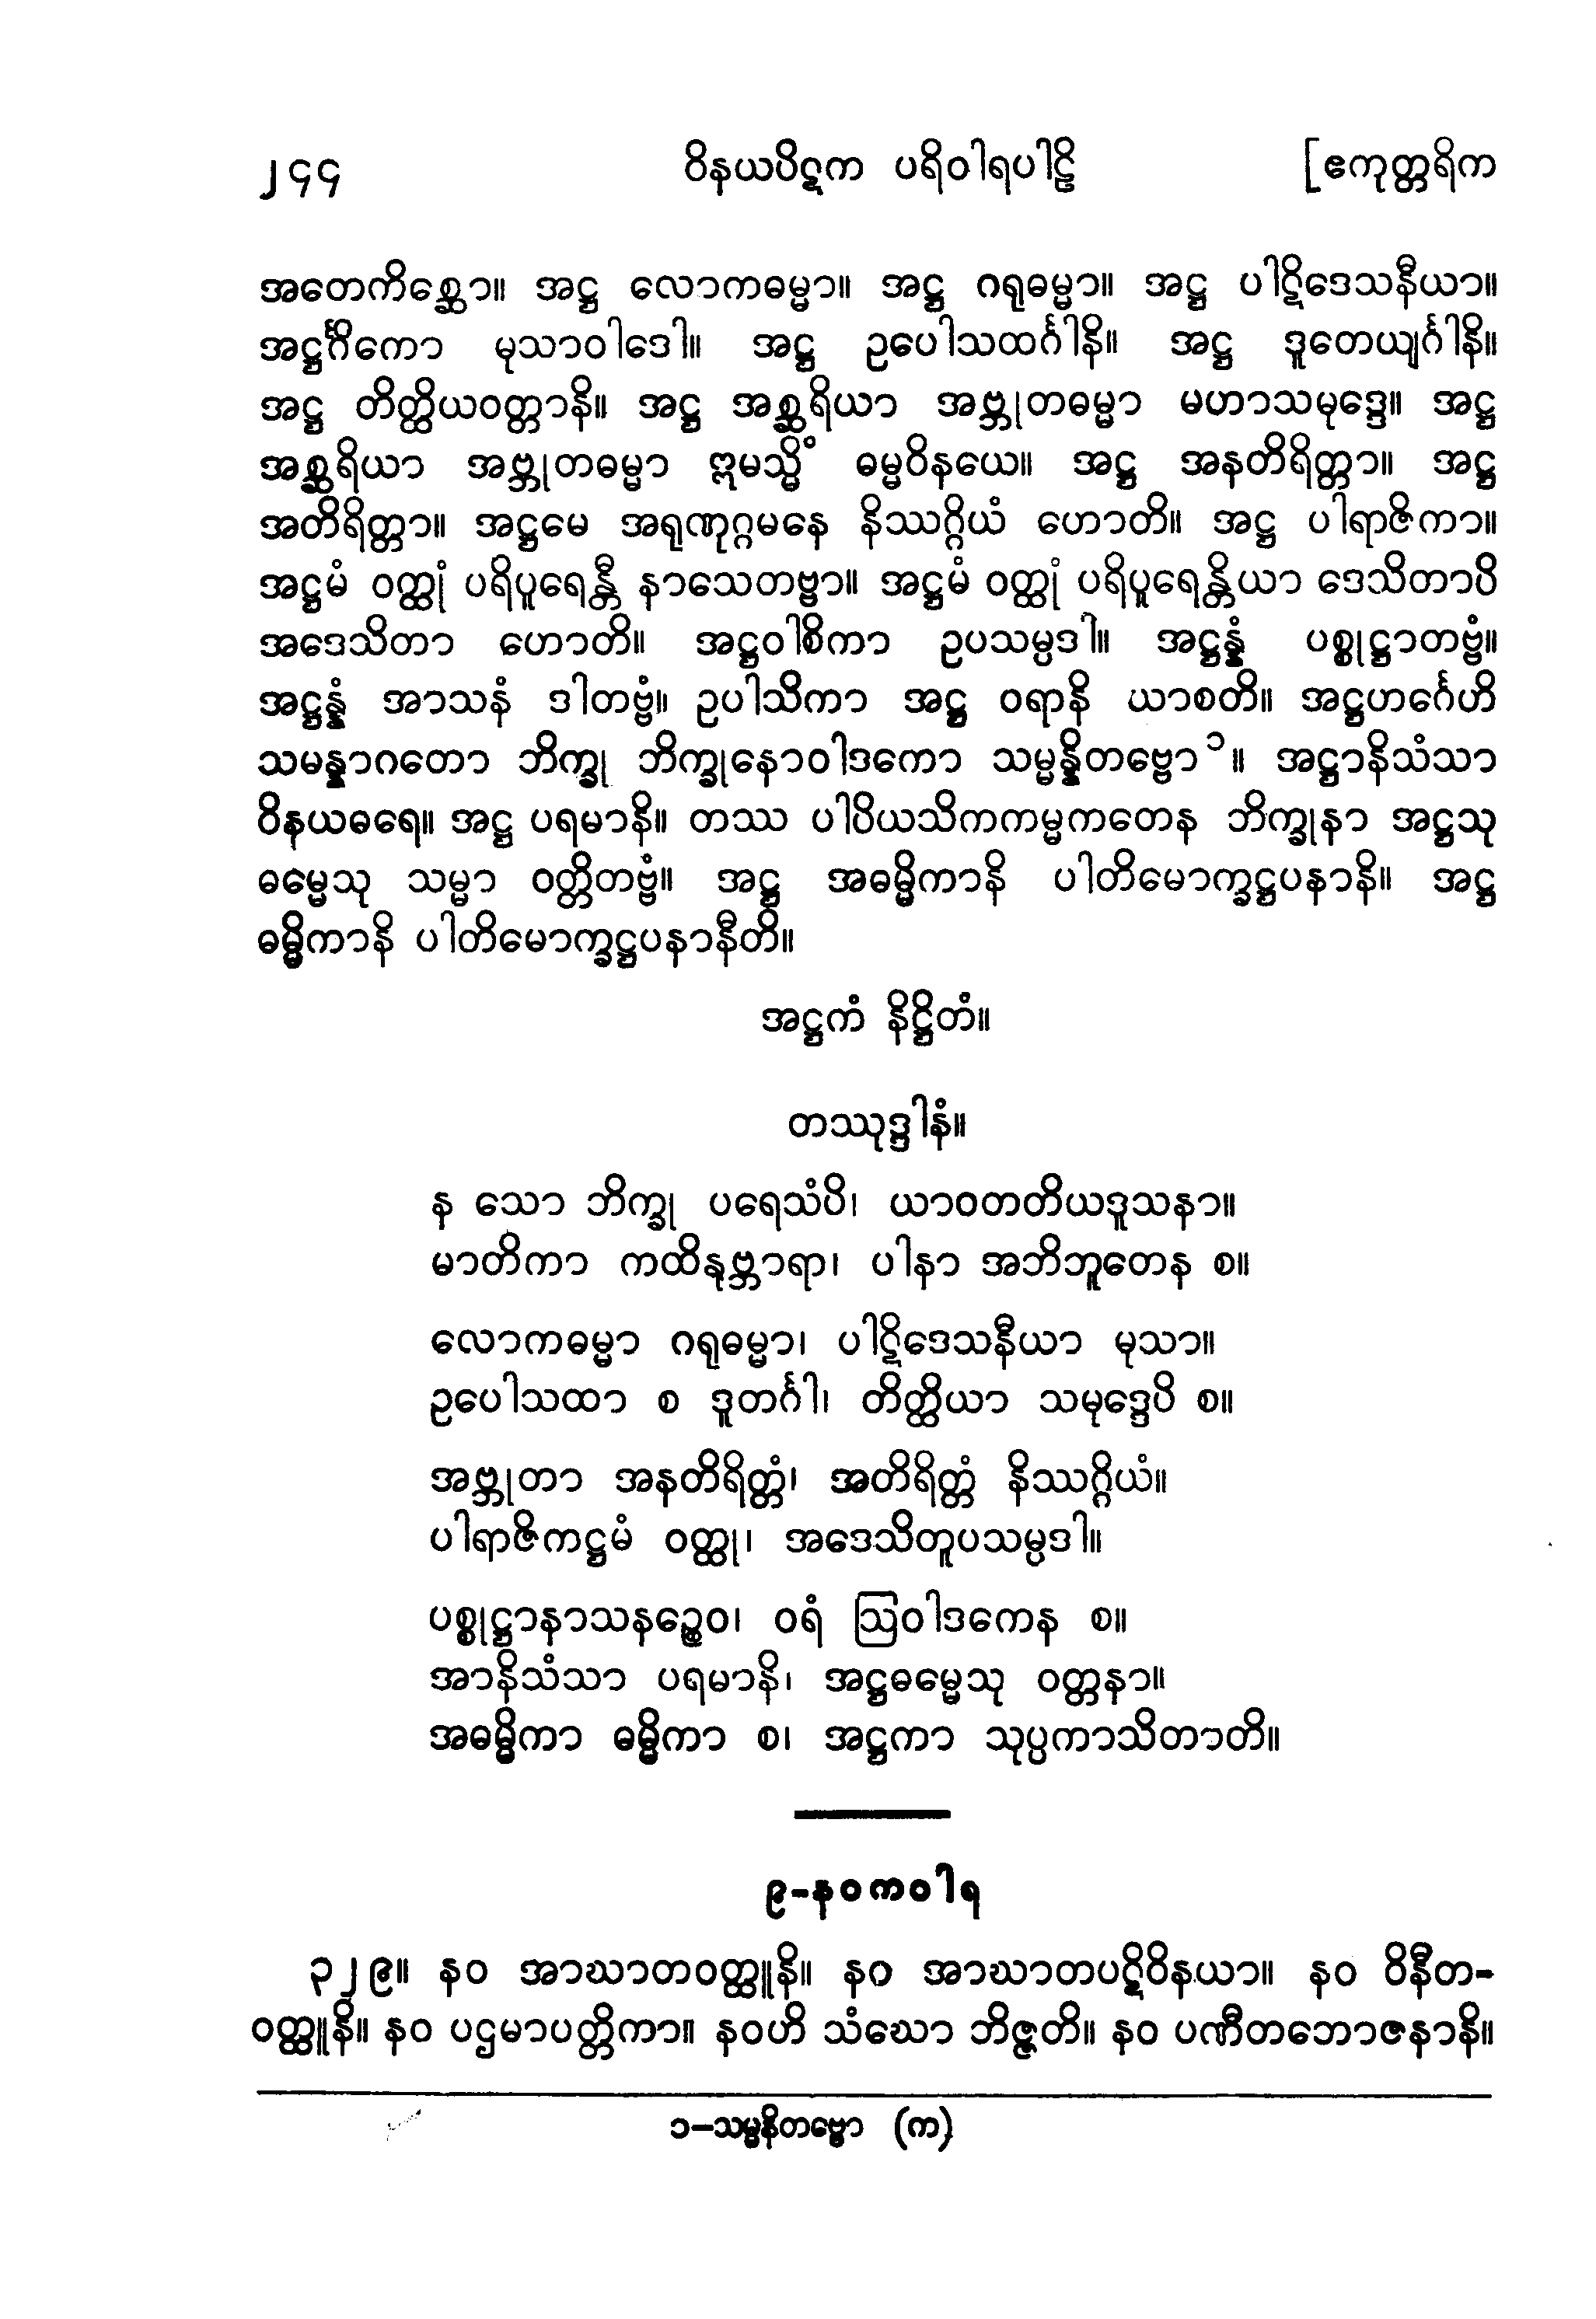 ၂၄၄ ဝိနယပိဋက ပရိဝါရပါဠိ [ဧကုတ္တရိက
အတေကိစ္ဆော။ အဋ္ဌ လောကဓမ္မာ။ အဋ္ဌ ဂရုဓမ္မာ။ အဋ္ဌ ပါဋိဒေသနီယာ။
အဋ္ဌင်္ဂိကော မုသာဝါဒေါ။ အဋ္ဌ ဥပေါသထင်္ဂါနိ။ အဋ္ဌ ဒူတေယျင်္ဂါနိ။
အဋ္ဌ တိတ္ထိယဝတ္တာနိ။ အဋ္ဌ အစ္ဆရိယာ အဗ္ဘုတဓမ္မာ မဟာသမုဒ္ဒေ။ အဋ္ဌ
အစ္ဆရိယာ အဗ္ဘုတဓမ္မာ ဣမသ္မိံ ဓမ္မဝိနယေ။ အဋ္ဌ အနတိရိတ္တာ။ အဋ္ဌ
အတိရိတ္တာ။ အဋ္ဌမေ အရုဏုဂ္ဂမနေ နိဿဂ္ဂိယံ ဟောတိ။ အဋ္ဌ ပါရာဇိကာ။
အဋ္ဌမံ ဝတ္ထုံ ပရိပူရေန္တီ နာသေတဗ္ဗာ။ အဋ္ဌမံ ဝတ္ထုံ ပရိပူရေန္တိယာ ဒေသိတာပိ
အဒေသိတာ ဟောတိ။ အဋ္ဌဝါစိကာ ဥပသမ္ပဒါ။ အဋ္ဌန္နံ ပစ္စုဋ္ဌာတဗ္ဗံ။
အဋ္ဌန္နံ အာသနံ ဒါတဗ္ဗံ။ ဥပါသိကာ အဋ္ဌ ဝရာနိ ယာစတိ။ အဋ္ဌဟင်္ဂေဟိ
သမန္နာဂတော ဘိက္ခု ဘိက္ခုနောဝါဒကော သမ္မန္နိတဗ္ဗော၁။ အဋ္ဌာနိသံသာ
ဝိနယဓရေ။ အဋ္ဌ ပရမာနိ။ တဿ ပါပိယသိကကမ္မကတေန ဘိက္ခုနာ အဋ္ဌသု
ဓမ္မေသု သမ္မာ ဝတ္တိတဗ္ဗံ။ အဋ္ဌ အဓမ္မိကာနိ ပါတိမောက္ခဋ္ဌပနာနိ။ အဋ္ဌ
ဓမ္မိကာနိ ပါတိမောက္ခဋ္ဌပနာနီတိ။
အဋ္ဌကံ နိဋ္ဌိတံ။
တဿုဒ္ဒါနံ။
န သော ဘိက္ခု ပရေသံပိ၊ ယာဝတတိယဒူသနာ။
မာတိကာ ကထိနုဗ္ဘာရာ၊ ပါနာ အဘိဘူတေန စ။
လောကဓမ္မာ ဂရုဓမ္မာ၊ ပါဋိဒေသနီယာ မုသာ။
ဥပေါသထာ စ ဒူတင်္ဂါ၊ တိတ္ထိယာ သမုဒ္ဒေပိ စ။
အဗ္ဘုတာ အနတိရိတ္တံ၊ အတိရိတ္တံ နိဿဂ္ဂိယံ။
ပါရာဇိကဋ္ဌမံ ဝတ္ထု၊ အဒေသိတူပသမ္ပဒါ။
ပစ္စုဋ္ဌာနာသနဉ္စေဝ၊ ဝရံ ဩဝါဒကေန စ။
အာနိသံသာ ပရမာနိ၊ အဋ္ဌဓမ္မေသု ဝတ္တနာ။
အဓမ္မိကာ ဓမ္မိကာ စ၊ အဋ္ဌကာ သုပ္ပကာသိတာတိ။
၉-နဝကဝါရ
၃၂၉။ နဝ အာဃာတဝတ္ထူနိ။ နဝ အာဃာတပဋိဝိနယာ။ နဝ ဝိနီတ-
ဝတ္ထူနိ။ နဝ ပဌမာပတ္တိကာ။ နဝဟိ သံဃော ဘိဇ္ဇတိ။ နဝ ပဏီတဘောဇနာနိ။
၁-သမ္မနိတဗ္ဗော (က)